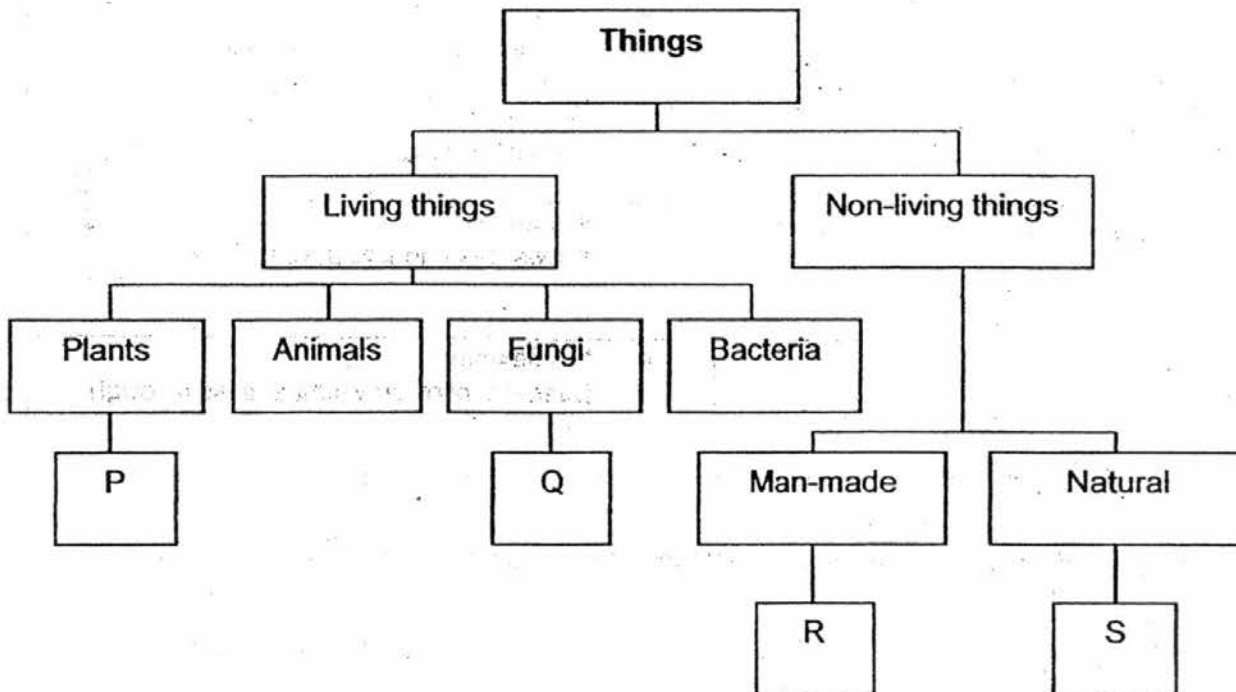 Things
Living things Non-living things
Plants Animals Fungi Bacteria
P Q Man-made Natural
R S